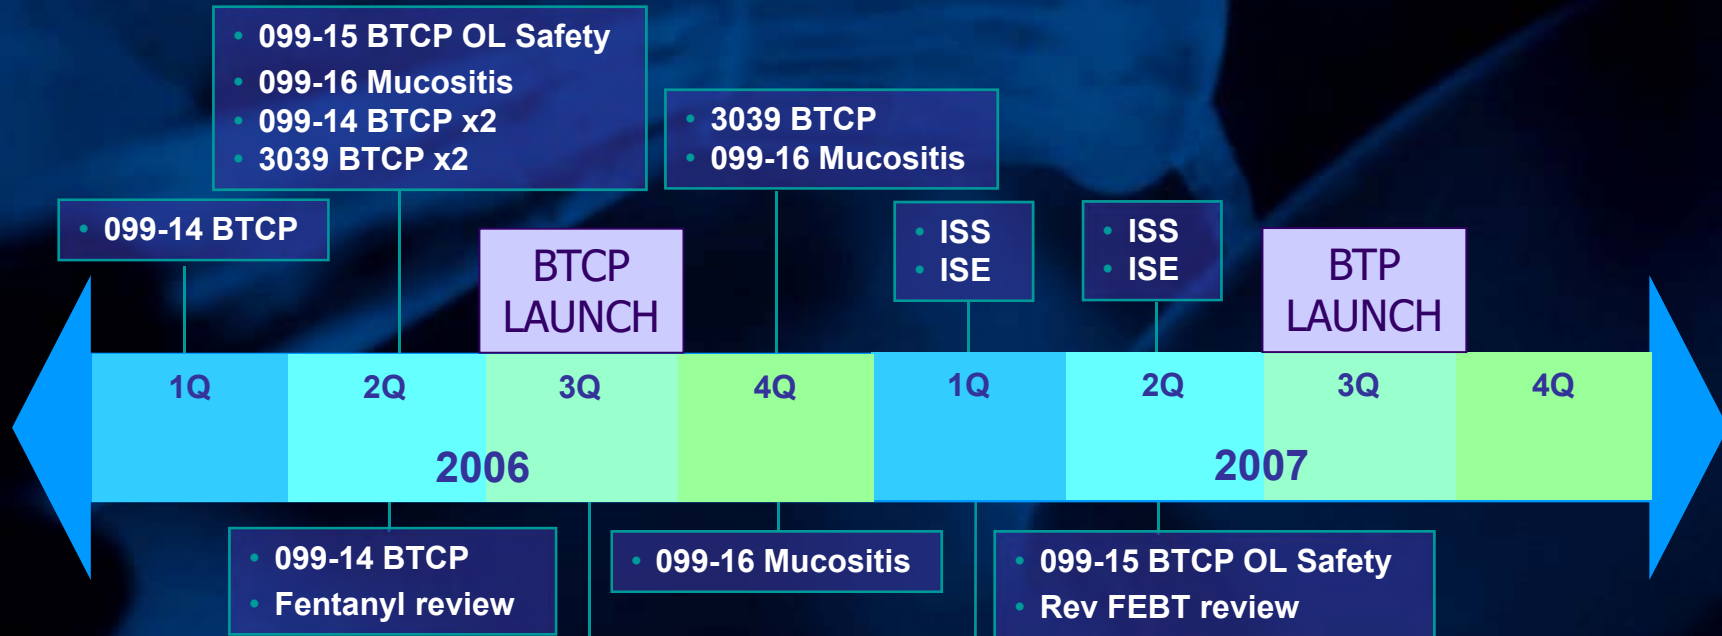 099-15 BTCP OL Safety
099-16 Mucositis
099-14 BTCP x2
3039 BTCP x2
3039 BTCP
099-16 Mucositis
099-14 BTCP
ISS
ISE
ISS
ISE
BTCP
LAUNCH
BTP
LAUNCH
1Q
2Q
3Q
4Q
1Q
2Q
3Q
4Q
2006
2007
099-14 BTCP
Fentanyl review
099-16 Mucositis
099-15 BTCP OL Safety
Rev FEBT review